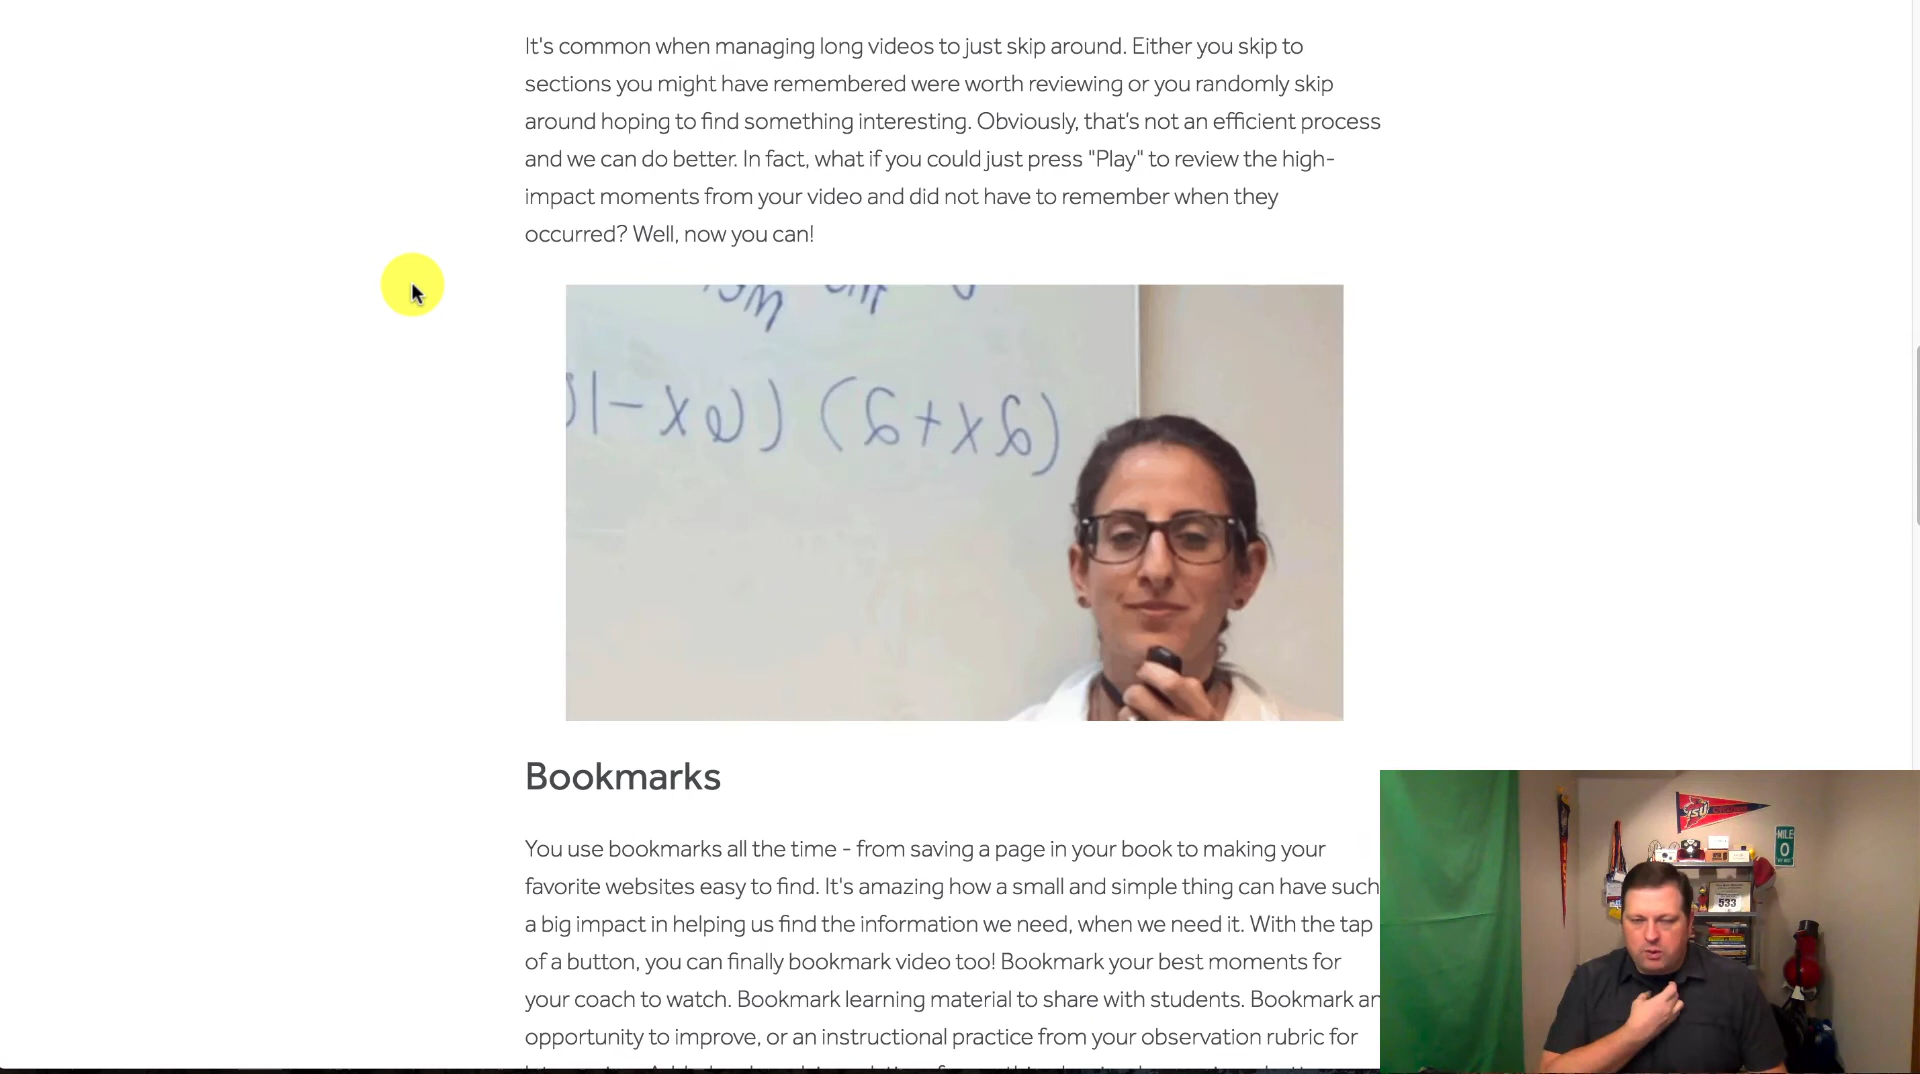 It's common when managing long videos to just skip around. Either you skip to
sections you might have remembered were worth reviewing or you randomly skip
around hoping to find something interesting. Obviously, that's not an efficient process
and we can do better. In fact, what if you could just press "Play" to review the high-
impact moments from your video and did not have to remember when they
occurred? Well, now you can!
Bookmarks
You use bookmarks all the time - from saving a page in your book to making your
favorite websites easy to find. It's amazing how a small and simple thing can have such
a big impact in helping us find the information we need, when we need it. With the tap
of a button, you can finally bookmark video too! Bookmark your best moments for
your coach to watch. Bookmark learning material to share with students. Bookmark an
opportunity to improve, or an instructional practice from your observation rubric for
ISU
MILE
0
533